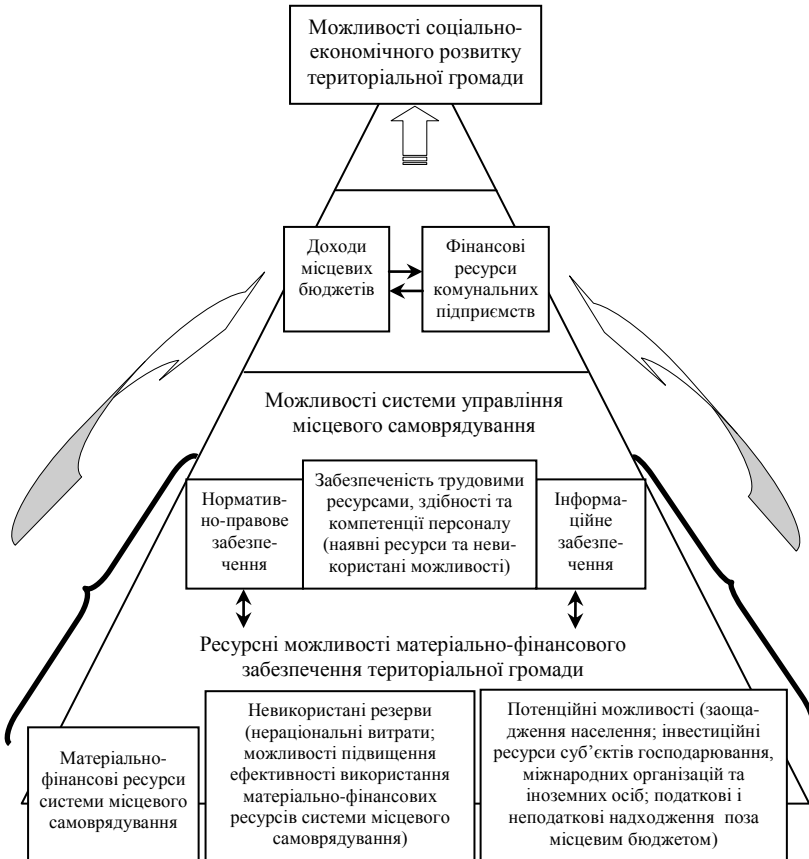 Можливості соціально-
економічного розвитку
територіальної громади
Доходи
місцевих
бюджетів
Фінансові
ресурси
комунальних
підприємств
Можливості системи управління
місцевого самоврядування
Норматив-
но-правове
забезпе-
чення
Забезпеченість трудовими
ресурсами, здібності та
компетенції персоналу
(наявні ресурси та неви-
користані можливості)
Інформа-
ційне
забезпе-
чення
Ресурсні можливості матеріально-фінансового
забезпечення територіальної громади
Матеріально-
фінансові ресурси
системи місцевого
самоврядування
Невикористані резерви
(нераціональні витрати;
можливості підвищення
ефективності використання
матеріально-фінансових
ресурсів системи місцевого
самоврядування)
Потенційні можливості (заоща-
дження населення; інвестиційні
ресурси суб’єктів господарювання,
міжнародних організацій та
іноземних осіб; податкові і
неподаткові надходження поза
місцевим бюджетом)